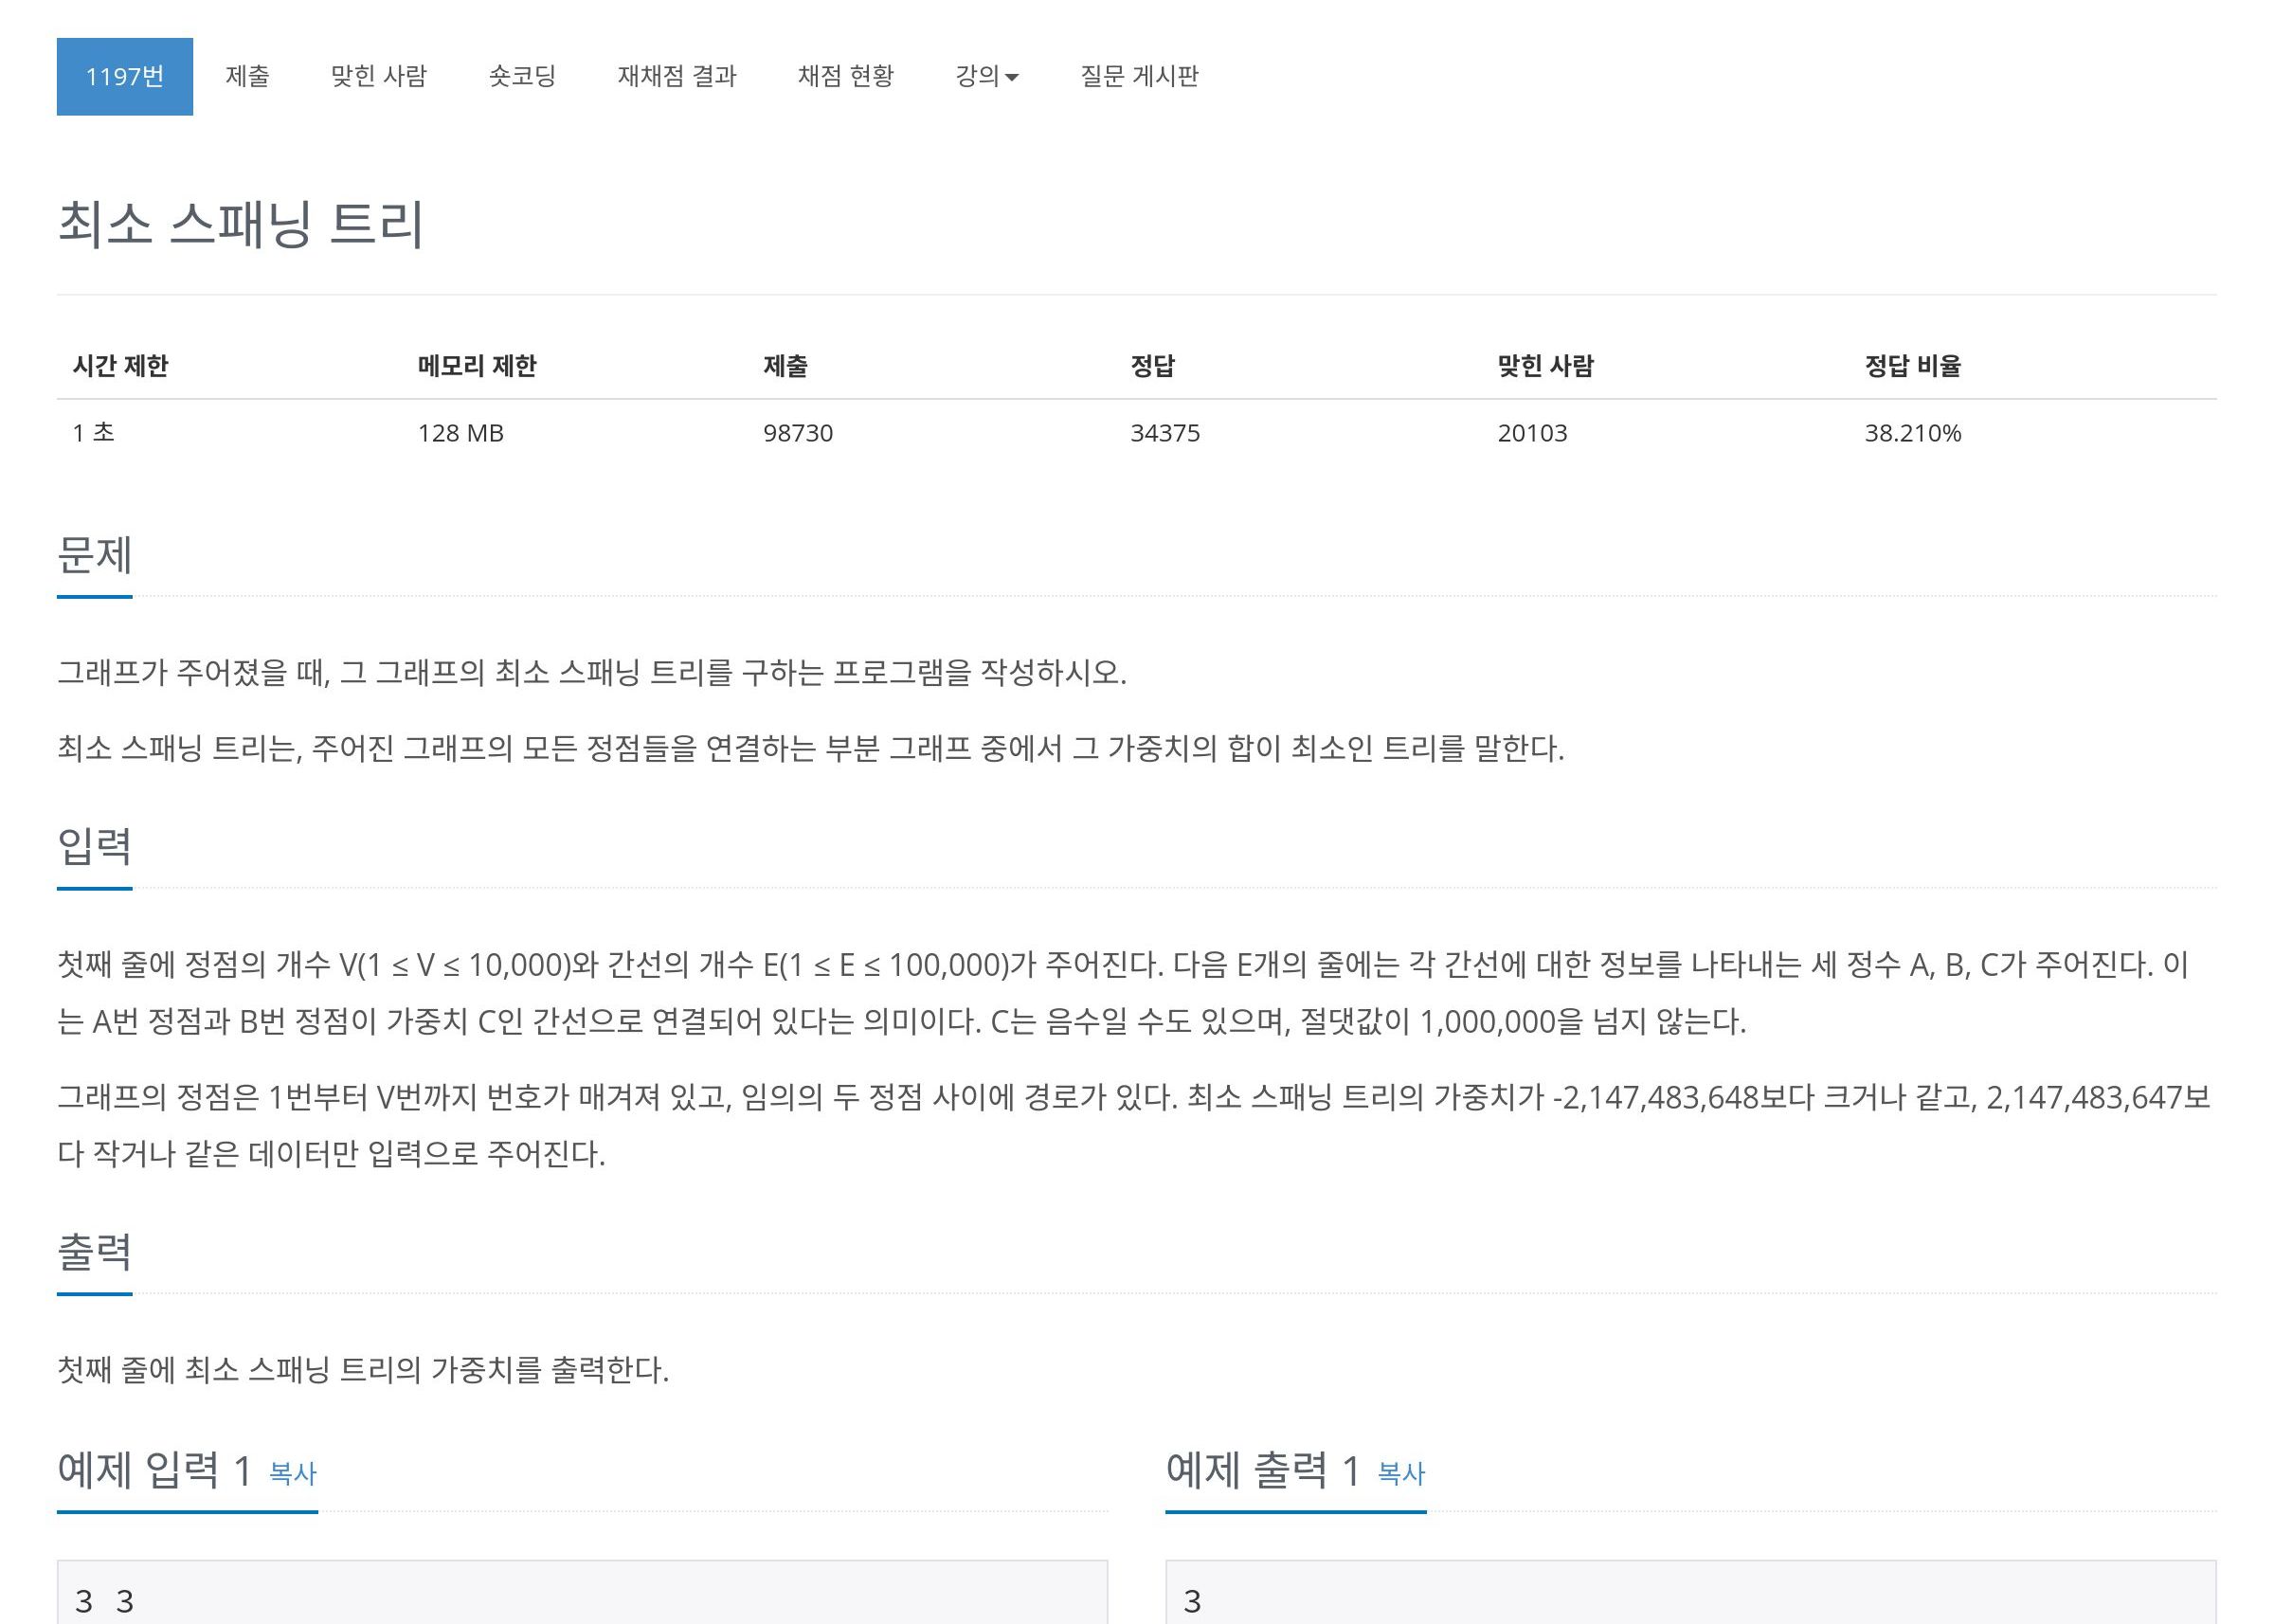 1197번 제출 맞힌 사람 숏코딩 재채점 결과 채점 현황 강의 질문 게시판
최소 스패닝 트리
시간 제한 메모리 제한 제출 정답 맞힌 사람 정답 비율
1 초 128 MB 98730 34375 20103 38.210%
문제
그래프가 주어졌을 때, 그 그래프의 최소 스패닝 트리를 구하는 프로그램을 작성하시오.
최소 스패닝 트리는, 주어진 그래프의 모든 정점들을 연결하는 부분 그래프 중에서 그 가중치의 합이 최소인 트리를 말한다.
입력
첫째 줄에 정점의 개수 V(1 ≤ V ≤ 10,000)와 간선의 개수 E(1 ≤ E ≤ 100,000)가 주어진다. 다음 E개의 줄에는 각 간선에 대한 정보를 나타내는 세 정수 A, B, C가 주어진다. 이
는 A번 정점과 B번 정점이 가중치 C인 간선으로 연결되어 있다는 의미이다. C는 음수일 수도 있으며, 절댓값이 1,000,000을 넘지 않는다.
그래프의 정점은 1번부터 V번까지 번호가 매겨져 있고, 임의의 두 정점 사이에 경로가 있다. 최소 스패닝 트리의 가중치가 -2,147,483,648보다 크거나 같고, 2,147,483,647보
다 작거나 같은 데이터만 입력으로 주어진다.
출력
첫째 줄에 최소 스패닝 트리의 가중치를 출력한다.
예제 입력 1 복사
3 3
예제 출력 1 복사
3